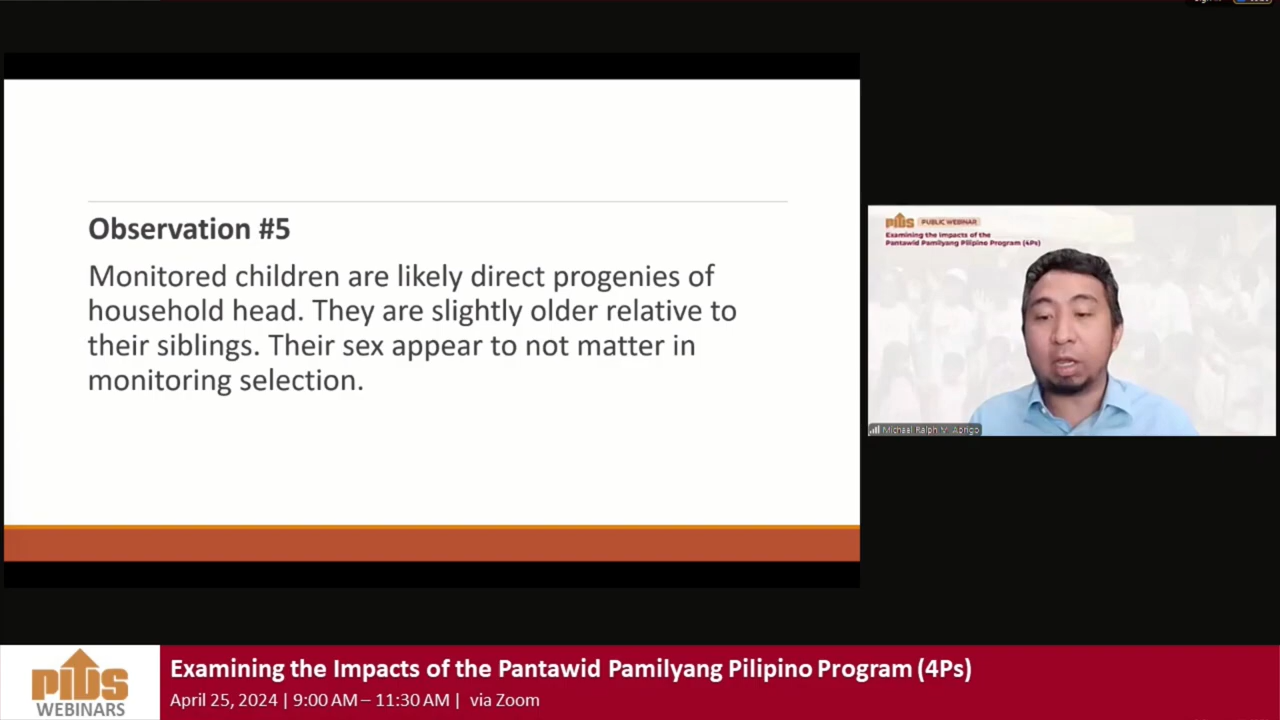 Observation #5
Monitored children are likely direct progenies of
household head. They are slightly older relative to
their siblings. Their sex appear to not matter in
monitoring selection.
PIDS PUBLIC WEBINAR
Examining the Impacts of the
Pantawid Pamilyang Pilipino Program (4Ps)
Michael Ralph M. Abrigo
PIDS
WEBINARS
Examining the Impacts of the Pantawid Pamilyang Pilipino Program (4Ps)
April 25, 2024 | 9:00 AM – 11:30 AM | via Zoom